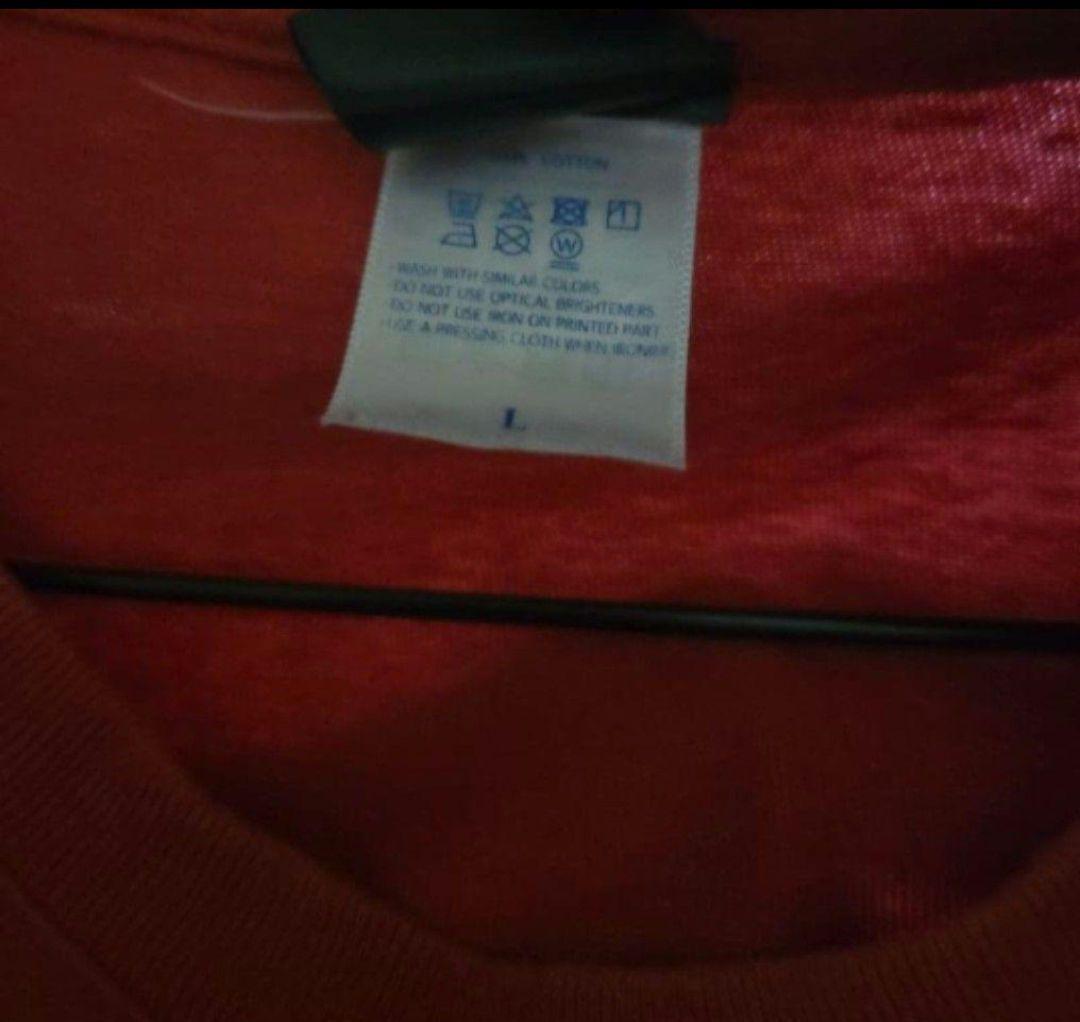 COTTON
W
·WASH WITH SIMILAR COLORS
·DO NOT USE OPTICAL BRIGHTENERS
·DO NOT USE IRON ON PRINTED PART
·USE A PRESSING CLOTH WHEN IRONING
L